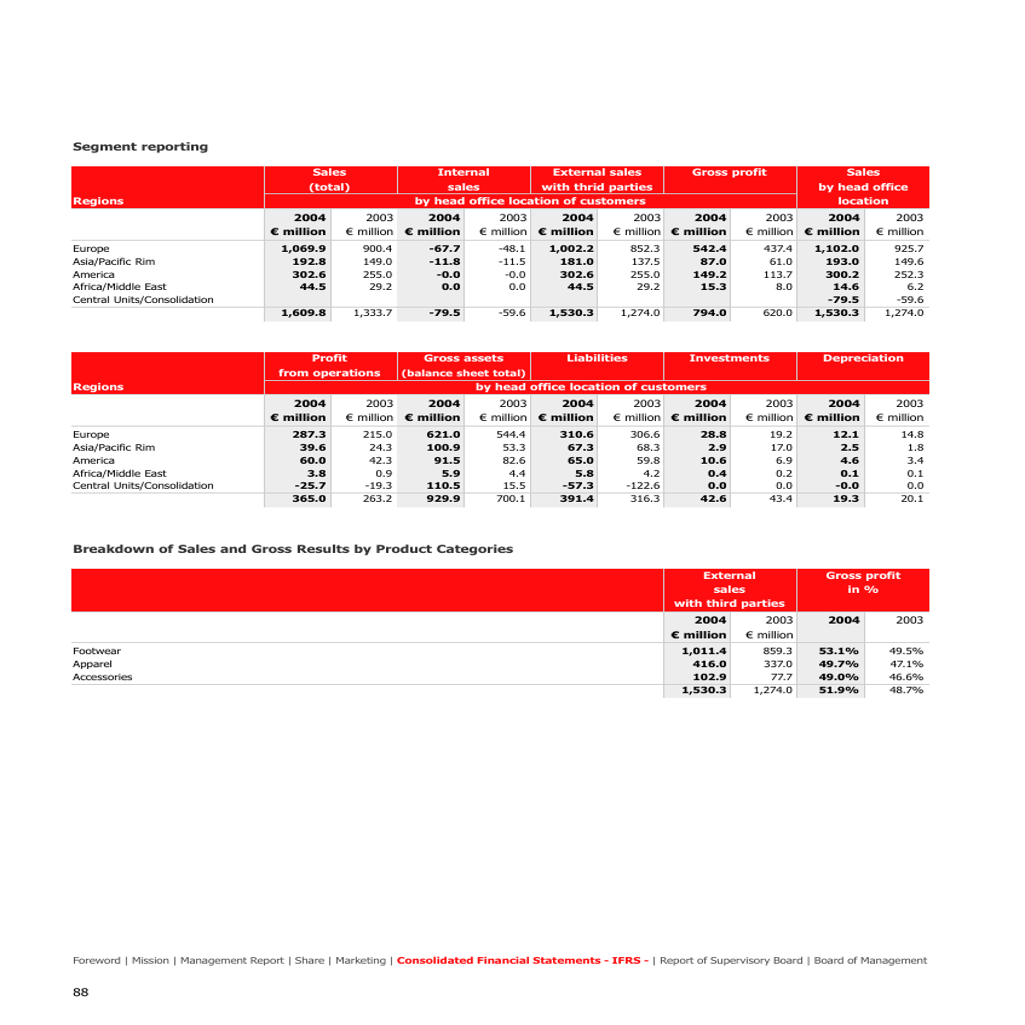 Segment reporting
Sales Internal External sales Gross profit Sales
(total) sales with thrid parties by head office
Regions by head office location of customers location
2004 2003 2004 2003 2004 2003 2004 2003 2004 2003
€ million € million € million € million € million € million € million € million € million € million
Europe 1,069.9 900.4 -67.7 -48.1 1,002.2 852.3 542.4 437.4 1,102.0 925.7
Asia/Pacific Rim 192.8 149.0 -11.8 -11.5 181.0 137.5 87.0 61.0 193.0 149.6
America 302.6 255.0 -0.0 -0.0 302.6 255.0 149.2 113.7 300.2 252.3
Africa/Middle East 44.5 29.2 0.0 0.0 44.5 29.2 15.3 8.0 14.6 6.2
Central Units/Consolidation -79.5 -59.6
1,609.8 1,333.7 -79.5 -59.6 1,530.3 1,274.0 794.0 620.0 1,530.3 1,274.0
Profit Gross assets Liabilities Investments Depreciation
from operations (balance sheet total)
Regions by head office location of customers
2004 2003 2004 2003 2004 2003 2004 2003 2004 2003
€ million € million € million € million € million € million € million € million € million € million
Europe 287.3 215.0 621.0 544.4 310.6 306.6 28.8 19.2 12.1 14.8
Asia/Pacific Rim 39.6 24.3 100.9 53.3 67.3 68.3 2.9 17.0 2.5 1.8
America 60.0 42.3 91.5 82.6 65.0 59.8 10.6 6.9 4.6 3.4
Africa/Middle East 3.8 0.9 5.9 4.4 5.8 4.2 0.4 0.2 0.1 0.1
Central Units/Consolidation -25.7 -19.3 110.5 15.5 -57.3 -122.6 0.0 0.0 -0.0 0.0
365.0 263.2 929.9 700.1 391.4 316.3 42.6 43.4 19.3 20.1
Breakdown of Sales and Gross Results by Product Categories
External Gross profit
sales in %
with third parties
2004 2003 2004 2003
€ million € million
Footwear 1,011.4 859.3 53.1% 49.5%
Apparel 416.0 337.0 49.7% 47.1%
Accessories 102.9 77.7 49.0% 46.6%
1,530.3 1,274.0 51.9% 48.7%
Foreword | Mission | Management Report | Share | Marketing | Consolidated Financial Statements - IFRS - | Report of Supervisory Board | Board of Management
88